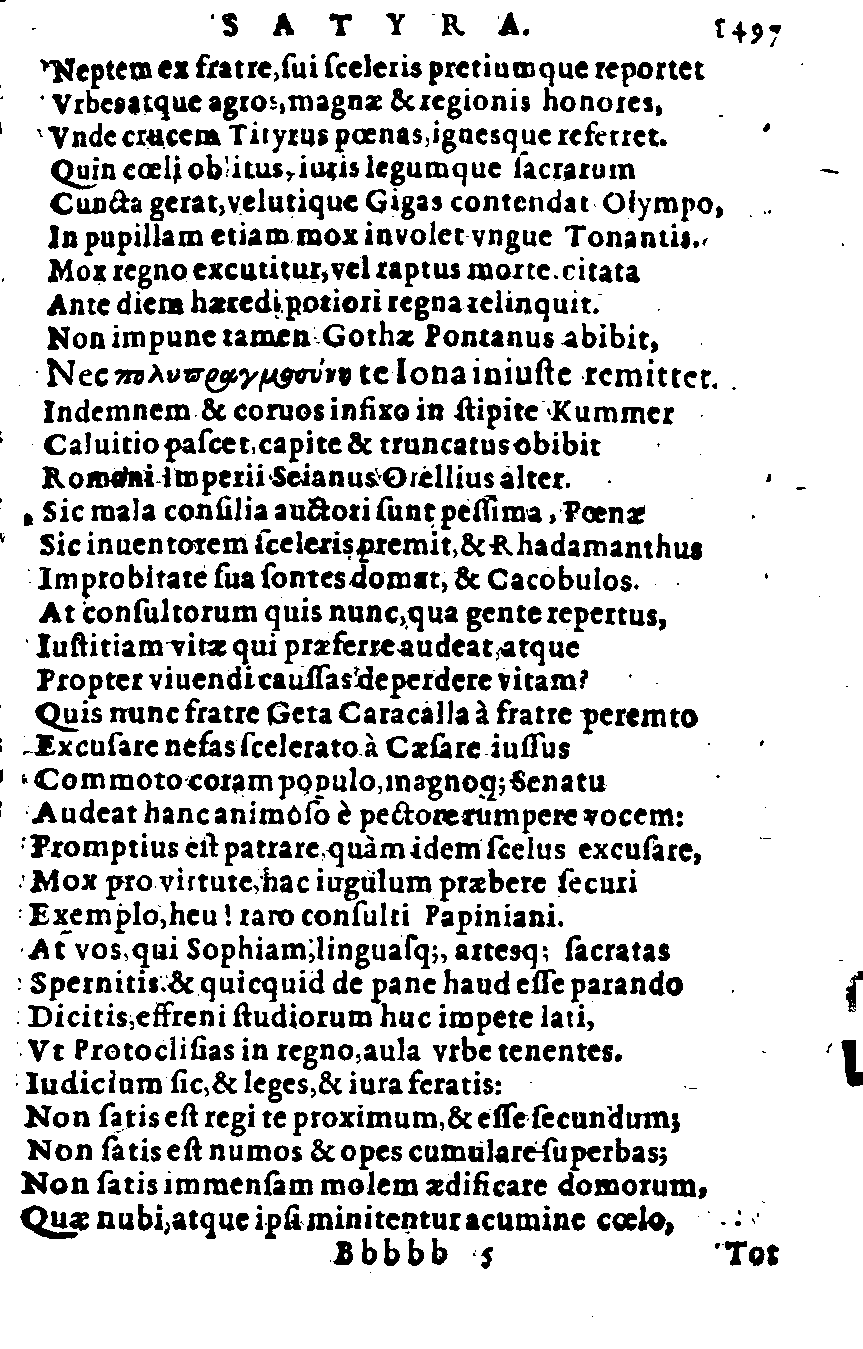 SATYRA. 1497
Neptem ex fratre, ſui ſceleris pretiumque reportet
Vrbes atque agros, magnæ & regionis honores,
Vnde crucem Tityrus pœnas, ignesque referret.
Quin cœli oblitus, iuris legumque ſacrarum
Cuncta gerat, velutique Gigas contendat Olympo,
In pupillam etiam mox involet vngue Tonantis.
Mox regno excutitur, vel raptus morte citata
Ante diem hæredi potiori regna relinquit.
Non impune tamen Gothæ Pontanus abibit,
Nec πολυπραγμοσύνῃ te Iona iniuſte remittet.
Indemnem & coruos infixo in ſtipite Kummer
Caluitio paſcet, capite & truncatus obibit
Romani Imperii Seianus Orellius alter.
Sic mala conſilia auctori ſunt peſſima, Pœnæ
Sic inuentorem ſceleris premit, & Rhadamanthus
Improbitate ſua ſontes domat, & Cacobulos.
At conſultorum quis nunc, qua gente repertus,
Iuſtitiam vitæ qui præferre audeat, atque
Propter viuendi cauſſas deperdere vitam?
Quis nunc fratre Geta Caracalla à fratre peremto
Excuſare nefas ſcelerato à Cæſare iuſſus
Commoto coram populo, magnoq; Senatu
Audeat hanc animoſo è pectore rumpere vocem:
Promptius eſt patrare, quàm idem ſcelus excuſare,
Mox pro virtute, hac iugulum præbere ſecuri
Exemplo, heu! raro conſulti Papiniani.
At vos, qui Sophiam, linguaſq;, artesq; ſacratas
Spernitis & quicquid de pane haud eſſe parando
Dicitis, effreni ſtudiorum huc impete lati,
Vt Protocliſias in regno, aula vrbe tenentes.
Iudicium ſic, & leges, & iura feratis:
Non ſatis eſt regi te proximum, & eſſe ſecundum;
Non ſatis eſt numos & opes cumulare ſuperbas;
Non ſatis immenſam molem ædificare domorum,
Quæ nubi, atque ipſi minitentur acumine cœlo,
Bbbbb 5 Tot